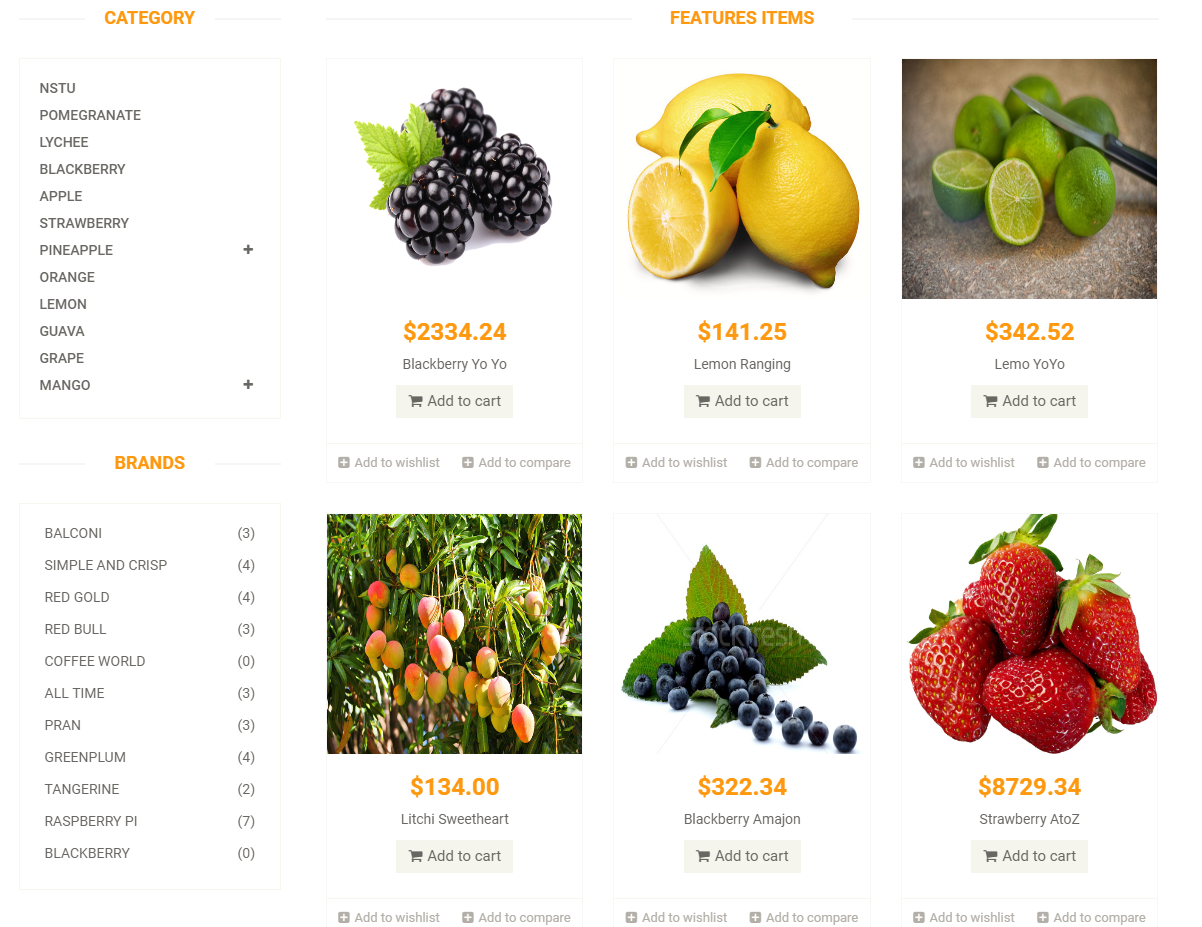 CATEGORY
NSTU
POMEGRANATE
LYCHEE
BLACKBERRY
APPLE
STRAWBERRY
PINEAPPLE
ORANGE
LEMON
GUAVA
GRAPE
MANGO
BRANDS
BALCONI (3)
SIMPLE AND CRISP (4)
RED GOLD (4)
RED BULL (3)
COFFEE WORLD (0)
ALL TIME (3)
PRAN (3)
GREENPLUM (4)
TANGERINE (2)
RASPBERRY PI (7)
BLACKBERRY (0)
FEATURES ITEMS
$2334.24
Blackberry Yo Yo
Add to cart
Add to wishlist Add to compare
$141.25
Lemon Ranging
Add to cart
Add to wishlist Add to compare
$342.52
Lemo YoYo
Add to cart
Add to wishlist Add to compare
$134.00
Litchi Sweetheart
Add to cart
Add to wishlist Add to compare
$322.34
Blackberry Amajon
Add to cart
Add to wishlist Add to compare
$8729.34
Strawberry AtoZ
Add to cart
Add to wishlist Add to compare